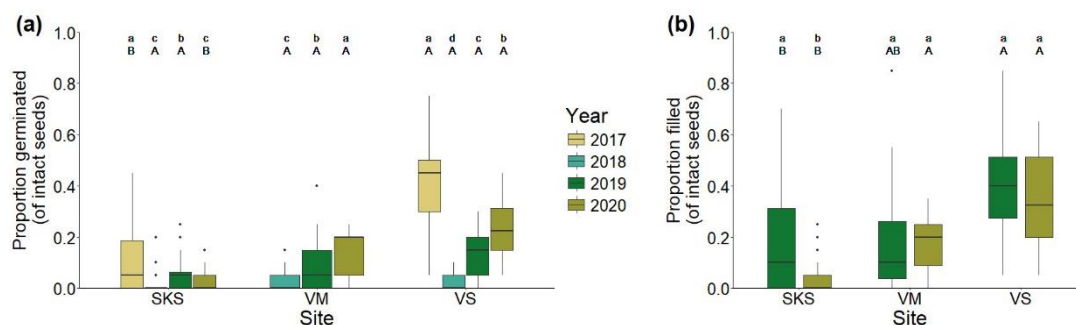 (a)
Proportion germinated
(of intact seeds)
1.0
0.8
0.6
0.4
0.2
0.0
a c b c
B A A B
c b a
A A A
a d c b
A A A A
SKS VM VS
Site
Year
2017
2018
2019
2020
(b)
Proportion filled
(of intact seeds)
1.0
0.8
0.6
0.4
0.2
0.0
a b
B B
a a
AB A
a a
A A
SKS VM VS
Site